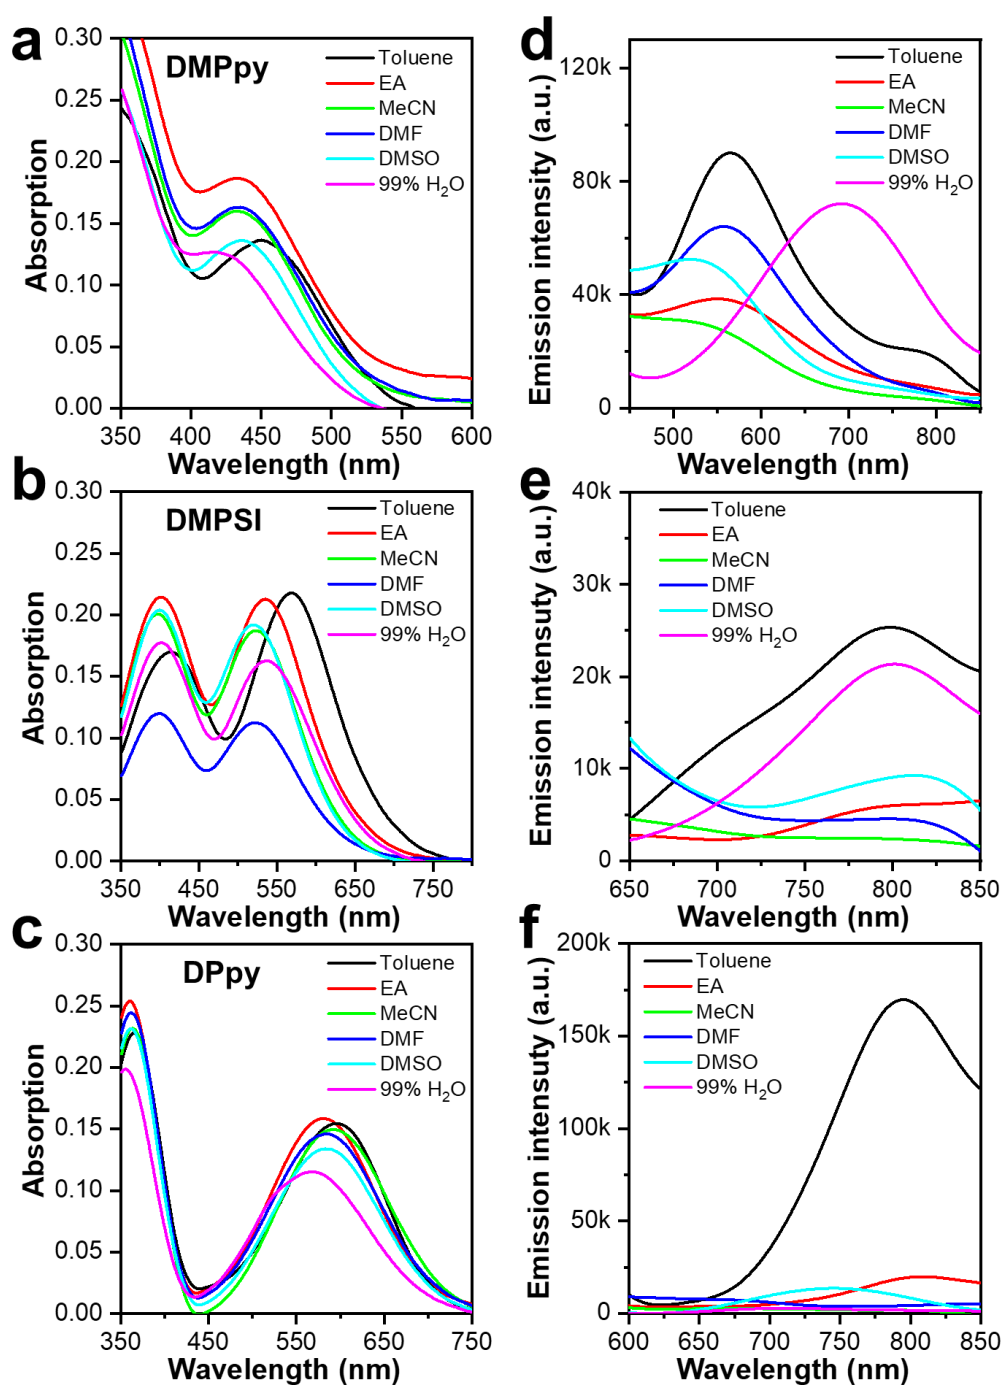 a
DMPpy
Toluene
EA
MeCN
DMF
DMSO
99% H₂O
0.30
0.25
0.20
0.15
0.10
0.05
0.00
Absorption
350 400 450 500 550 600
Wavelength (nm)
d
Toluene
EA
MeCN
DMF
DMSO
99% H₂O
120k
80k
40k
0
Emission intensity (a.u.)
500 600 700 800
Wavelength (nm)
b
DMPSI
Toluene
EA
MeCN
DMF
DMSO
99% H₂O
0.30
0.25
0.20
0.15
0.10
0.05
0.00
Absorption
350 450 550 650 750
Wavelength (nm)
e
Toluene
EA
MeCN
DMF
DMSO
99% H₂O
40k
30k
20k
10k
0
Emission intensuty (a.u.)
650 700 750 800 850
Wavelength (nm)
c
DPpy
Toluene
EA
MeCN
DMF
DMSO
99% H₂O
0.30
0.25
0.20
0.15
0.10
0.05
0.00
Absorption
350 450 550 650 750
Wavelength (nm)
f
Toluene
EA
MeCN
DMF
DMSO
99% H₂O
200k
150k
100k
50k
0
Emission intensuty (a.u.)
600 650 700 750 800 850
Wavelength (nm)